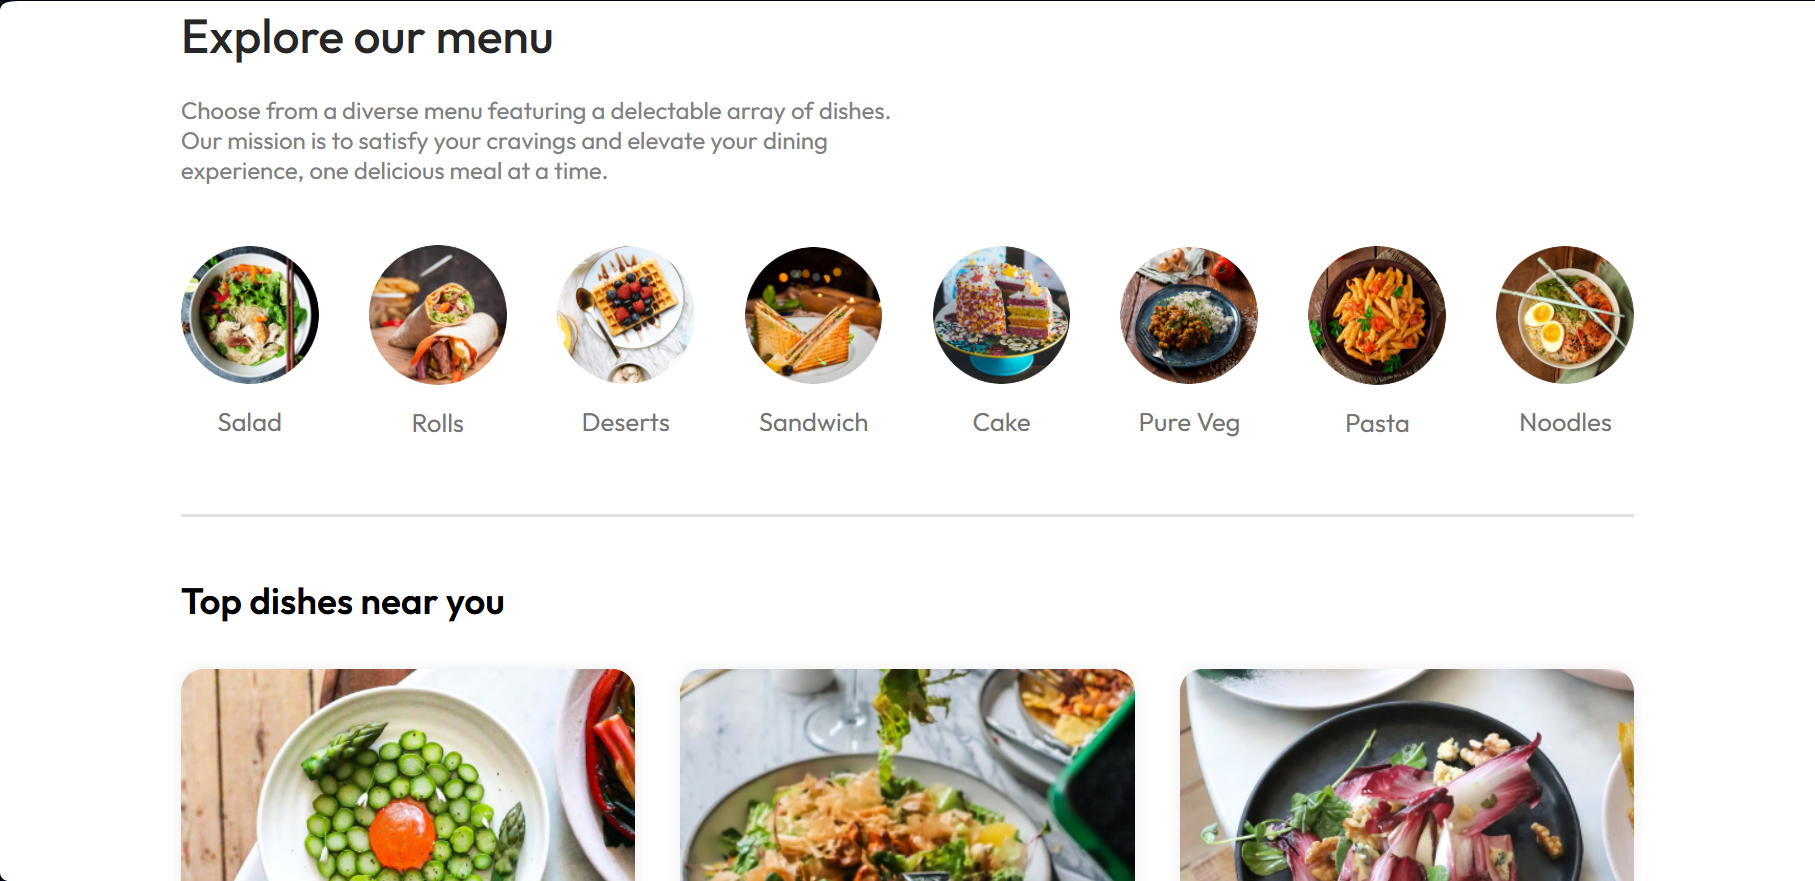 Explore our menu
Choose from a diverse menu featuring a delectable array of dishes.
Our mission is to satisfy your cravings and elevate your dining
experience, one delicious meal at a time.
Salad
Rolls
Deserts
Sandwich
Cake
Pure Veg
Pasta
Noodles
Top dishes near you